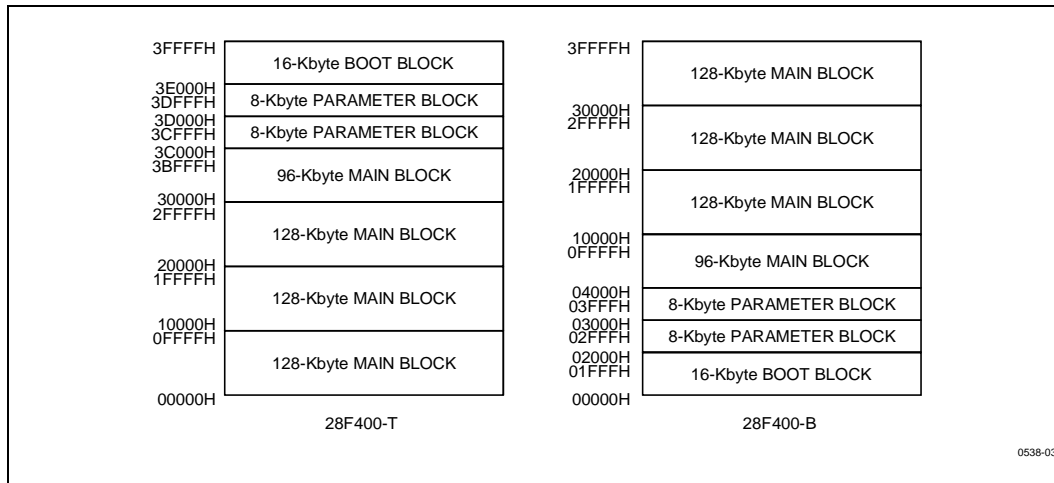 3FFFFH
16-Kbyte BOOT BLOCK
3E000H
3DFFFH
8-Kbyte PARAMETER BLOCK
3D000H
3CFFFH
8-Kbyte PARAMETER BLOCK
3C000H
3BFFFH
96-Kbyte MAIN BLOCK
30000H
2FFFFH
128-Kbyte MAIN BLOCK
20000H
1FFFFH
128-Kbyte MAIN BLOCK
10000H
0FFFFH
128-Kbyte MAIN BLOCK
00000H
28F400-T
3FFFFH
128-Kbyte MAIN BLOCK
30000H
2FFFFH
128-Kbyte MAIN BLOCK
20000H
1FFFFH
128-Kbyte MAIN BLOCK
10000H
0FFFFH
96-Kbyte MAIN BLOCK
04000H
03FFFH
8-Kbyte PARAMETER BLOCK
03000H
02FFFH
8-Kbyte PARAMETER BLOCK
02000H
01FFFH
16-Kbyte BOOT BLOCK
00000H
28F400-B
0538-03